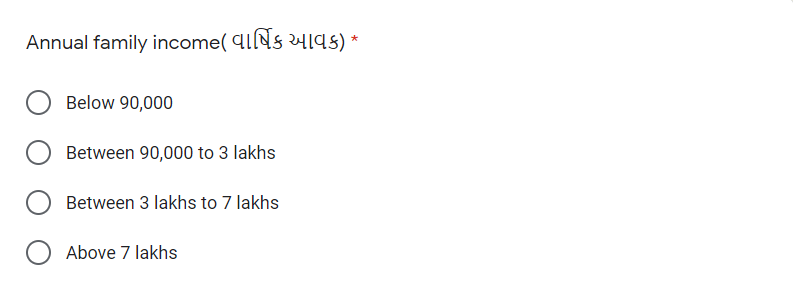 Annual family income( વાર્ષિક આવક) *
Below 90,000
Between 90,000 to 3 lakhs
Between 3 lakhs to 7 lakhs
Above 7 lakhs